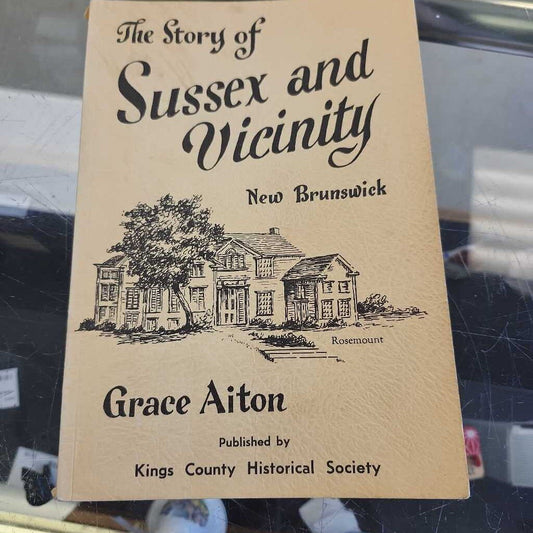 The Story of
Sussex and
Vicinity
New Brunswick
Rosemount
Grace Aiton
Published by
Kings County Historical Society